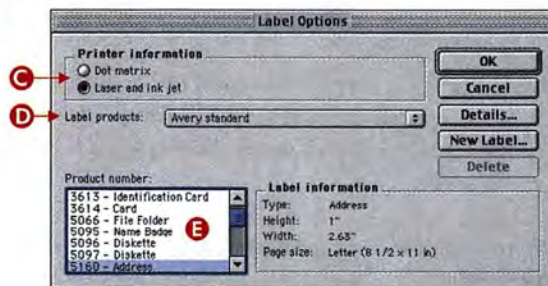 Label Options
Printer information
C
Dot matrix
Laser and ink jet
D
Label products: Avery standard
OK
Cancel
Details...
New Label...
Delete
Product number:
3613 - Identification Card
3614 - Card
5066 - File Folder
5095 - Name Badge
5096 - Diskette
5097 - Diskette
5160 - Address
E
Label information
Type: Address
Height: 1"
Width: 2.63"
Page size: Letter (8 1/2 x 11 in)